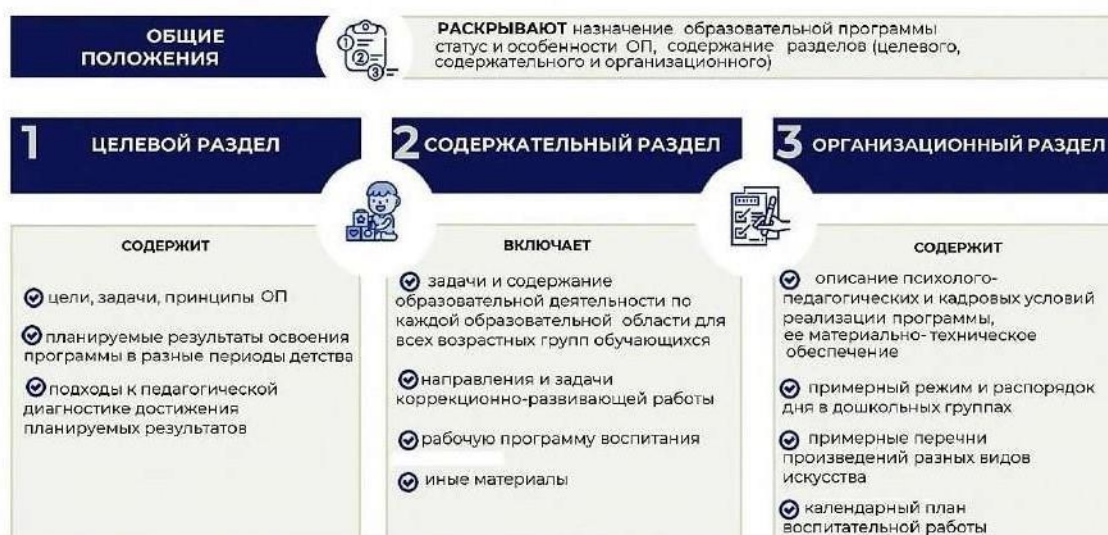 ОБЩИЕ
ПОЛОЖЕНИЯ
РАСКРЫВАЮТ назначение образовательной программы
статус и особенности ОП, содержание разделов (целевого,
содержательного и организационного)
1 ЦЕЛЕВОЙ РАЗДЕЛ
СОДЕРЖИТ
цели, задачи, принципы ОП
планируемые результаты освоения
программы в разные периоды детства
подходы к педагогической
диагностике достижения
планируемых результатов
2 СОДЕРЖАТЕЛЬНЫЙ РАЗДЕЛ
ВКЛЮЧАЕТ
задачи и содержание
образовательной деятельности по
каждой образовательной области для
всех возрастных групп обучающихся
направления и задачи
коррекционно-развивающей работы
рабочую программу воспитания
иные материалы
3 ОРГАНИЗАЦИОННЫЙ РАЗДЕЛ
СОДЕРЖИТ
описание психолого-
педагогических и кадровых условий
реализации программы,
ее материально- техническое
обеспечение
примерный режим и распорядок
дня в дошкольных группах
примерные перечни
произведений разных видов
искусства
календарный план
воспитательной работы